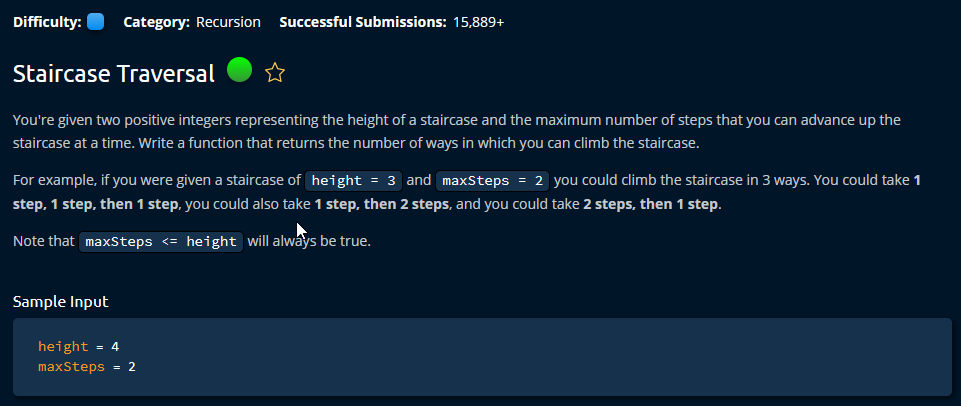 Difficulty: Category: Recursion Successful Submissions: 15,889+
Staircase Traversal
You're given two positive integers representing the height of a staircase and the maximum number of steps that you can advance up the
staircase at a time. Write a function that returns the number of ways in which you can climb the staircase.
For example, if you were given a staircase of height = 3 and maxSteps = 2 you could climb the staircase in 3 ways. You could take 1
step, 1 step, then 1 step, you could also take 1 step, then 2 steps, and you could take 2 steps, then 1 step.
Note that maxSteps <= height will always be true.
Sample Input
height = 4
maxSteps = 2